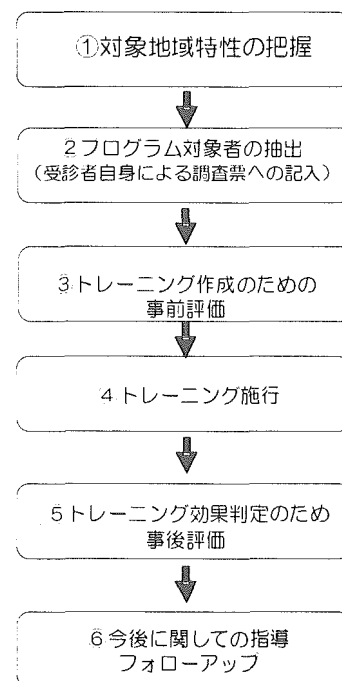 ①対象地域特性の把握
2プログラム対象者の抽出
(受診者自身による調査票への記入)
3トレーニング作成のための
事前評価
4トレーニング施行
5トレーニング効果判定のため
事後評価
6今後に関しての指導
フォローアップ